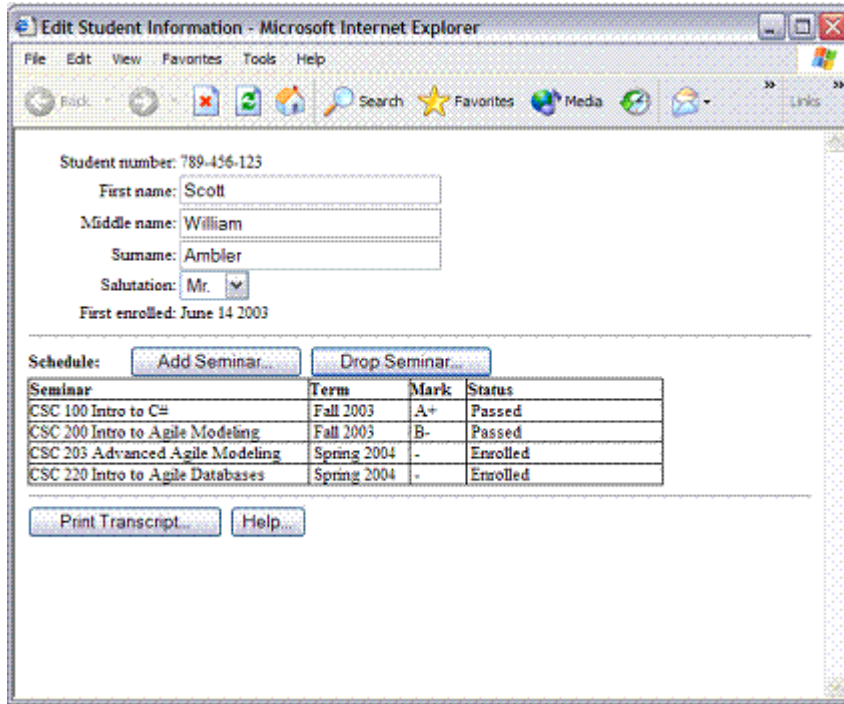 Edit Student Information - Microsoft Internet Explorer
File Edit View Favorites Tools Help
Back Search Favorites Media » Links »
Student number: 789-456-123
First name: Scott
Middle name: William
Surname: Ambler
Salutation: Mr.
First enrolled: June 14 2003
Schedule: Add Seminar... Drop Seminar...
Seminar Term Mark Status
CSC 100 Intro to C# Fall 2003 A+ Passed
CSC 200 Intro to Agile Modeling Fall 2003 B- Passed
CSC 203 Advanced Agile Modeling Spring 2004 - Enrolled
CSC 220 Intro to Agile Databases Spring 2004 - Enrolled
Print Transcript... Help...